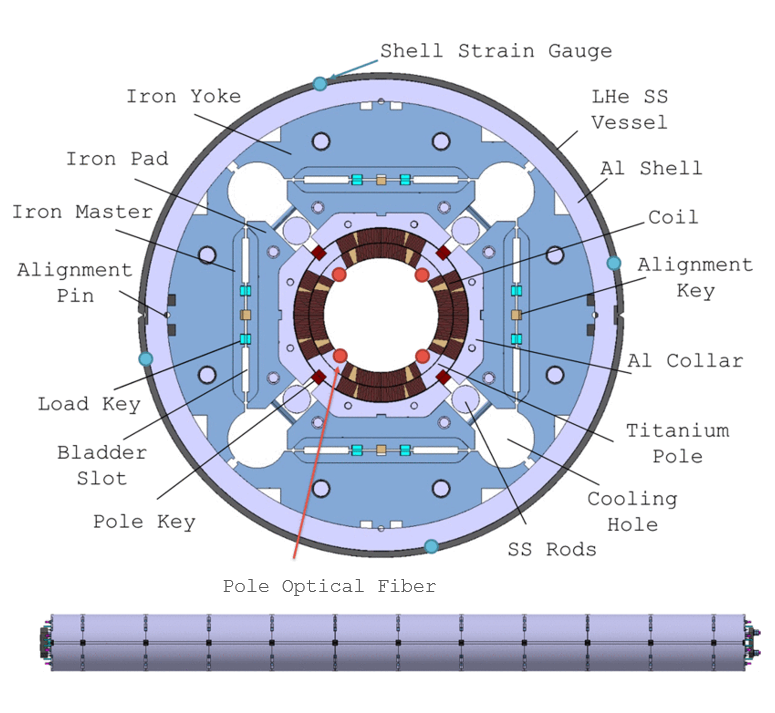 Shell Strain Gauge
Iron Yoke
LHe SS
Vessel
Iron Pad
Al Shell
Iron Master
Coil
Alignment
Pin
Alignment
Key
Al Collar
Load Key
Titanium
Pole
Bladder
Slot
Cooling
Hole
Pole Key
SS Rods
Pole Optical Fiber